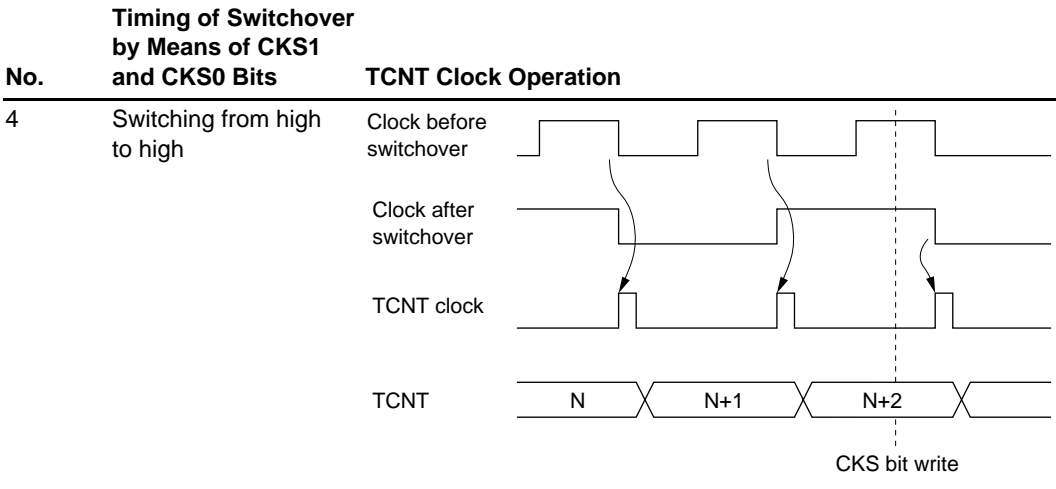 No.
Timing of Switchover
by Means of CKS1
and CKS0 Bits
TCNT Clock Operation
4
Switching from high
to high
Clock before
switchover
Clock after
switchover
TCNT clock
TCNT
N
N+1
N+2
CKS bit write